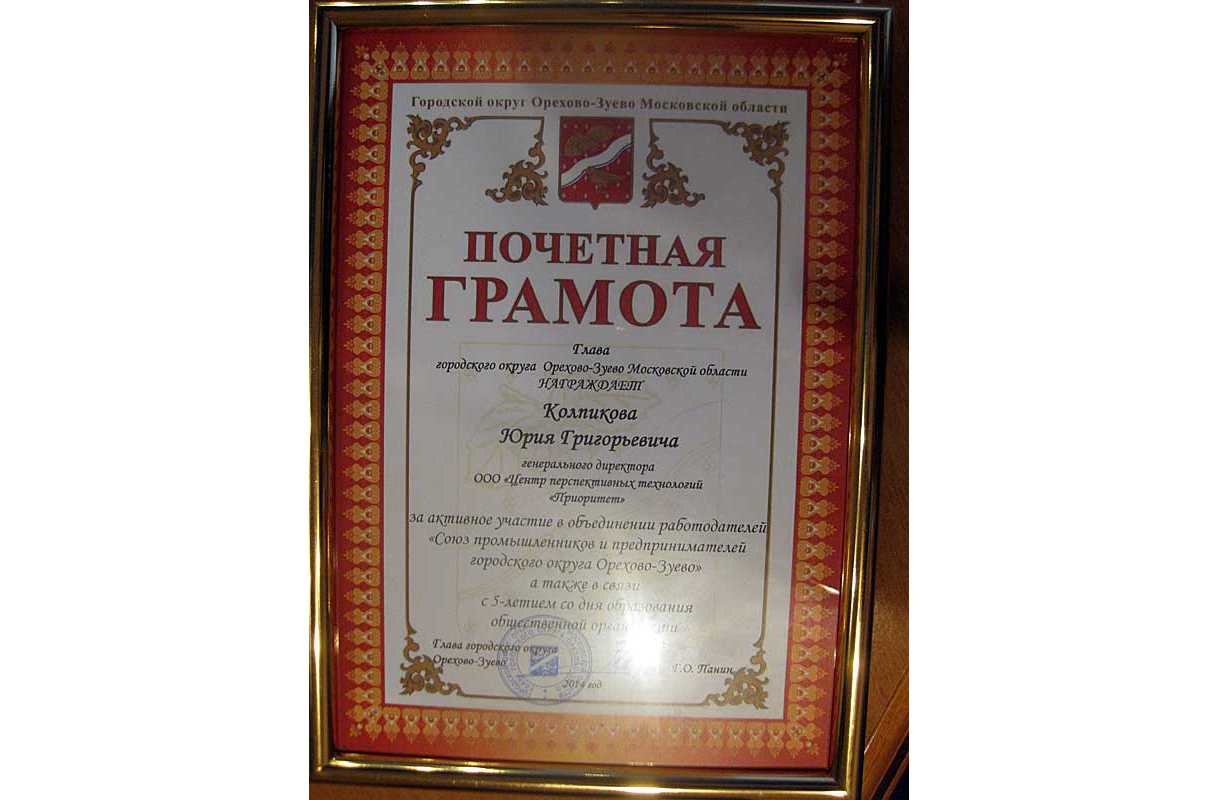 Городской округ Орехово-Зуево Московской области
ПОЧЕТНАЯ
ГРАМОТА
Глава
городского округа Орехово-Зуево Московской области
НАГРАЖДАЕТ
Колпикова
Юрия Григорьевича
генерального директора
ООО «Центр перспективных технологий
«Приоритет»
за активное участие в объединении работодателей
«Союз промышленников и предпринимателей
городского округа Орехово-Зуево»
а также в связи
с 5-летием со дня образования
общественной организации
Глава городского округа
Орехово-Зуево
Г.О. Панин
2014 год